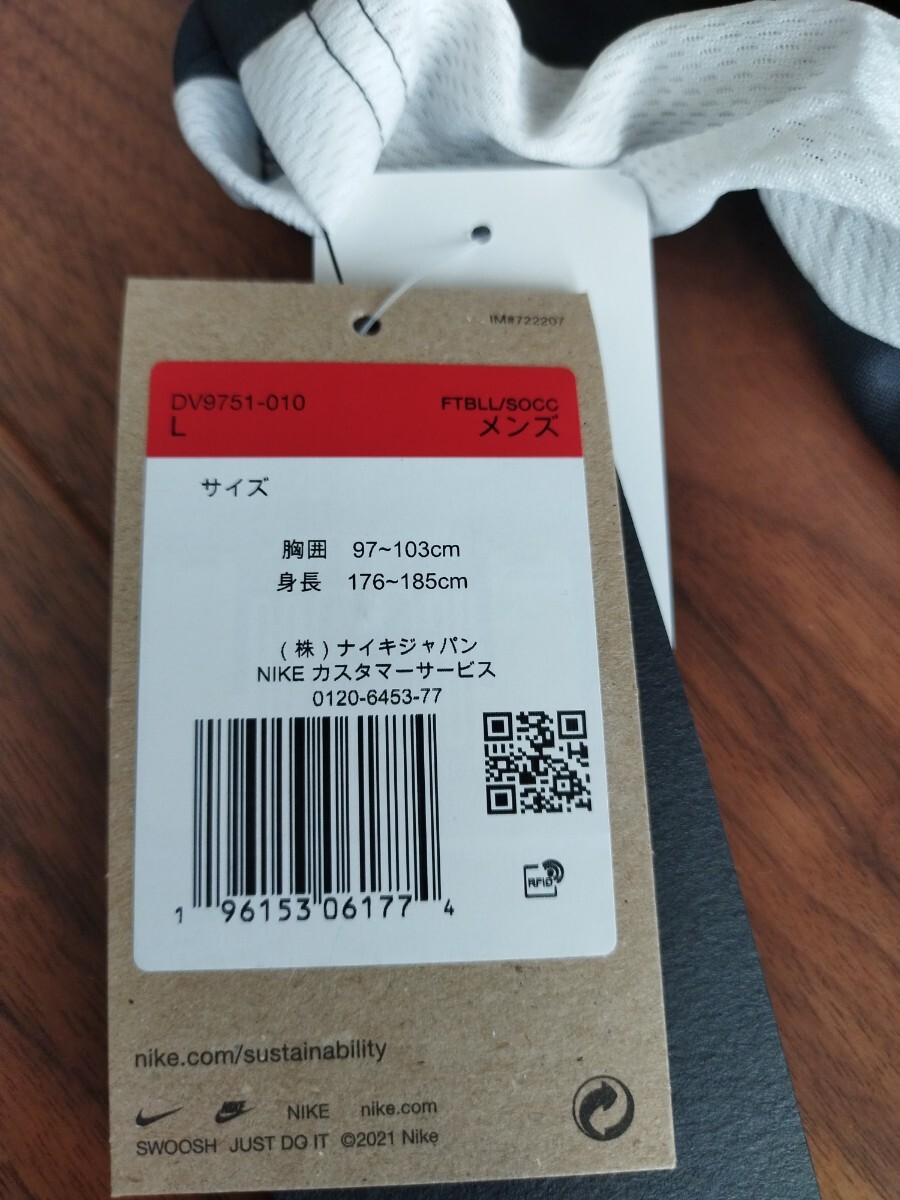 IM#722207
DV9751-010 FTBLL/SOCC
L メンズ
サイズ
胸囲 97~103cm
身長 176~185cm
(株)ナイキジャパン
NIKE カスタマーサービス
0120-6453-77
RFID
1 96153 06177 4
nike.com/sustainability
NIKE NIKE nike.com
SWOOSH JUST DO IT ©2021 Nike